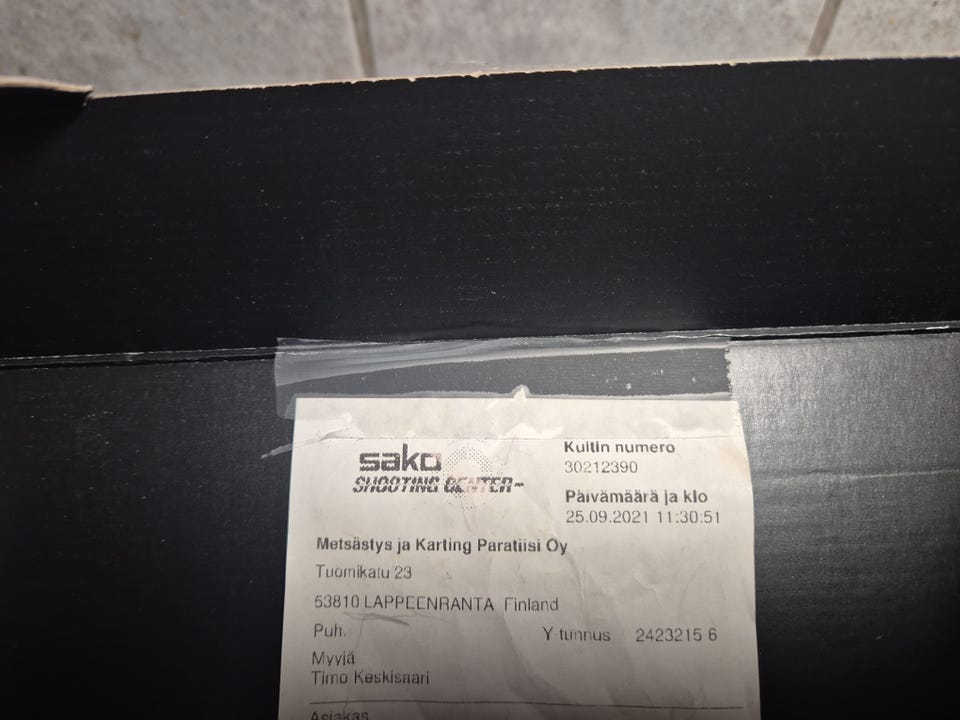 sako
SHOOTING CENTER
Kuitin numero
30212390
Päivämäärä ja klo
25.09.2021 11:30:51
Metsästys ja Karting Paratiisi Oy
Tuomikatu 23
53810 LAPPEENRANTA Finland
Puh.
Y tunnus 2423215 6
Myyjä
Timo Keskisaari
Asiakas